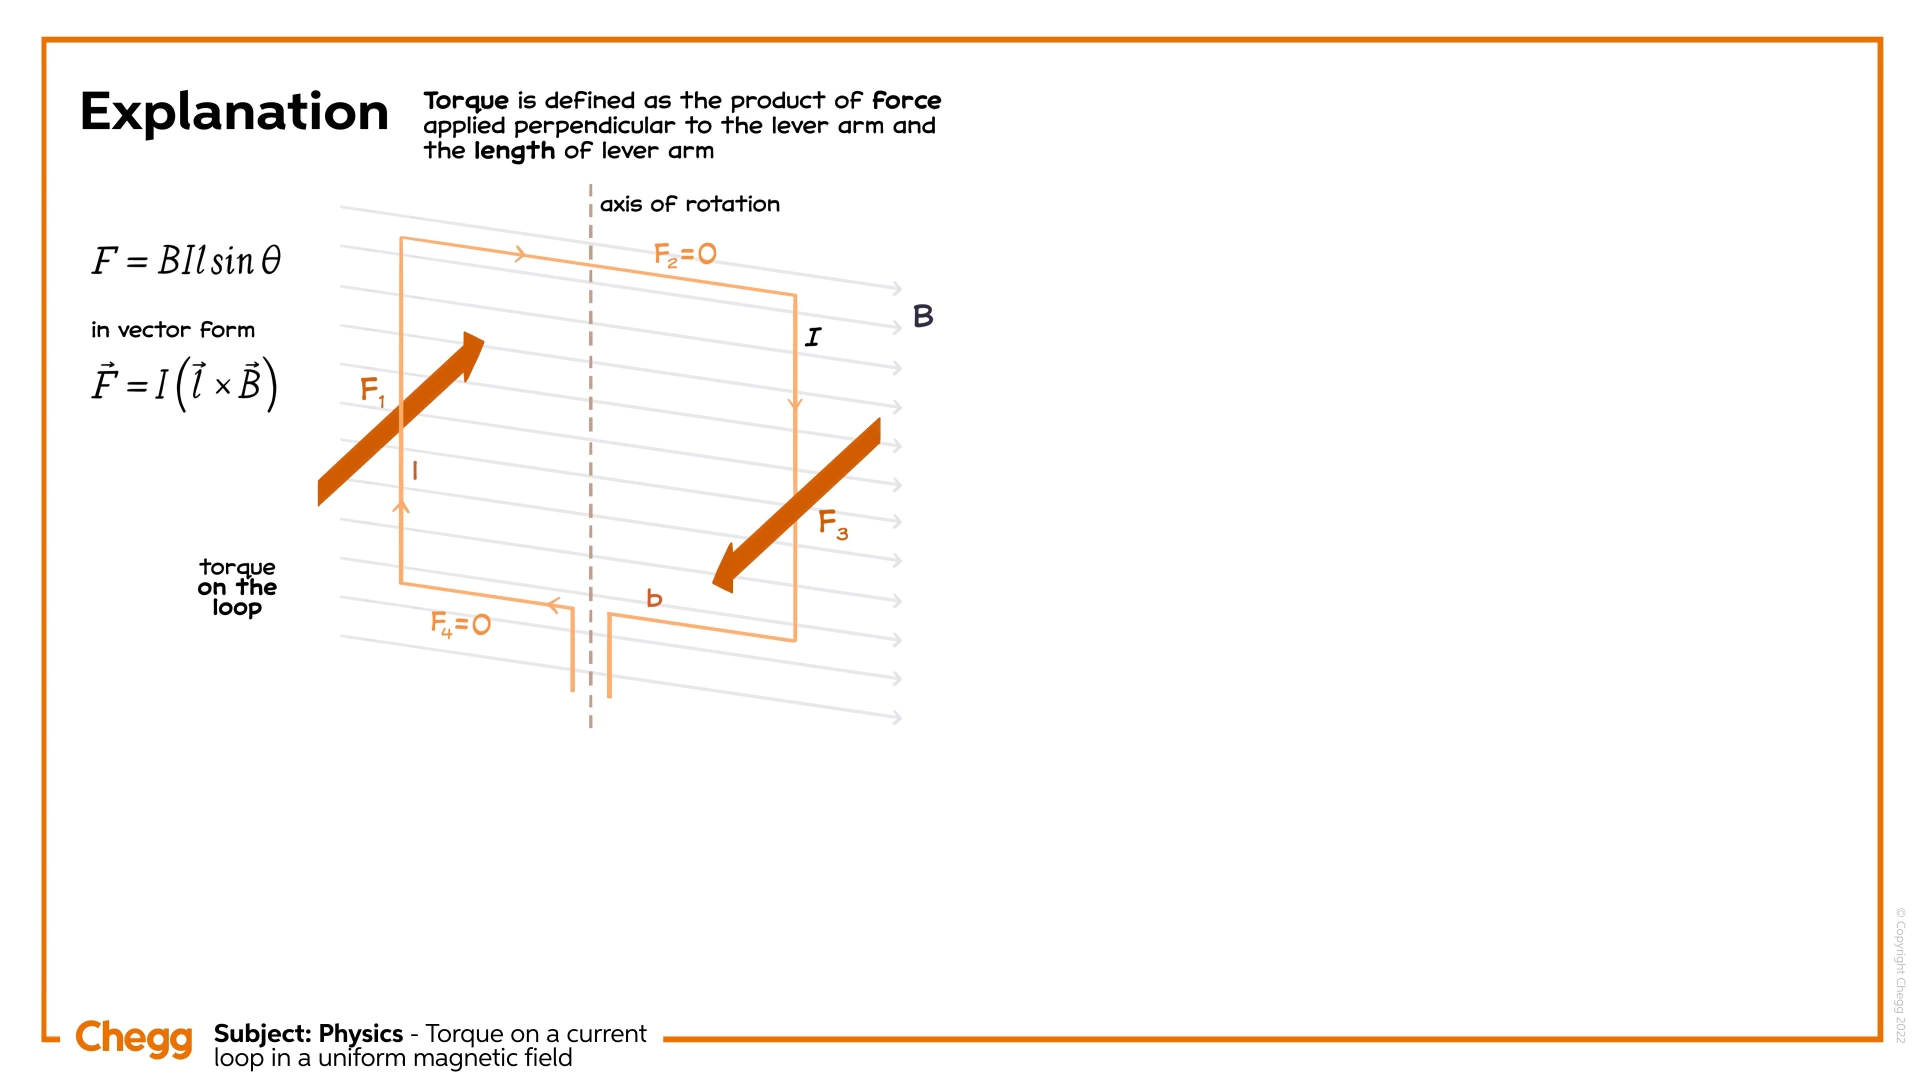 Explanation
Torque is defined as the product of force
applied perpendicular to the lever arm and
the length of lever arm
axis of rotation
F = BIl sin θ
F₂=0
B
in vector form
I
F⃗ = I (l⃗ × B⃗)
F₁
l
F₃
torque
on the
loop
b
F₄=0
Chegg
Subject: Physics - Torque on a current
loop in a uniform magnetic field
© Copyright Chegg 2022